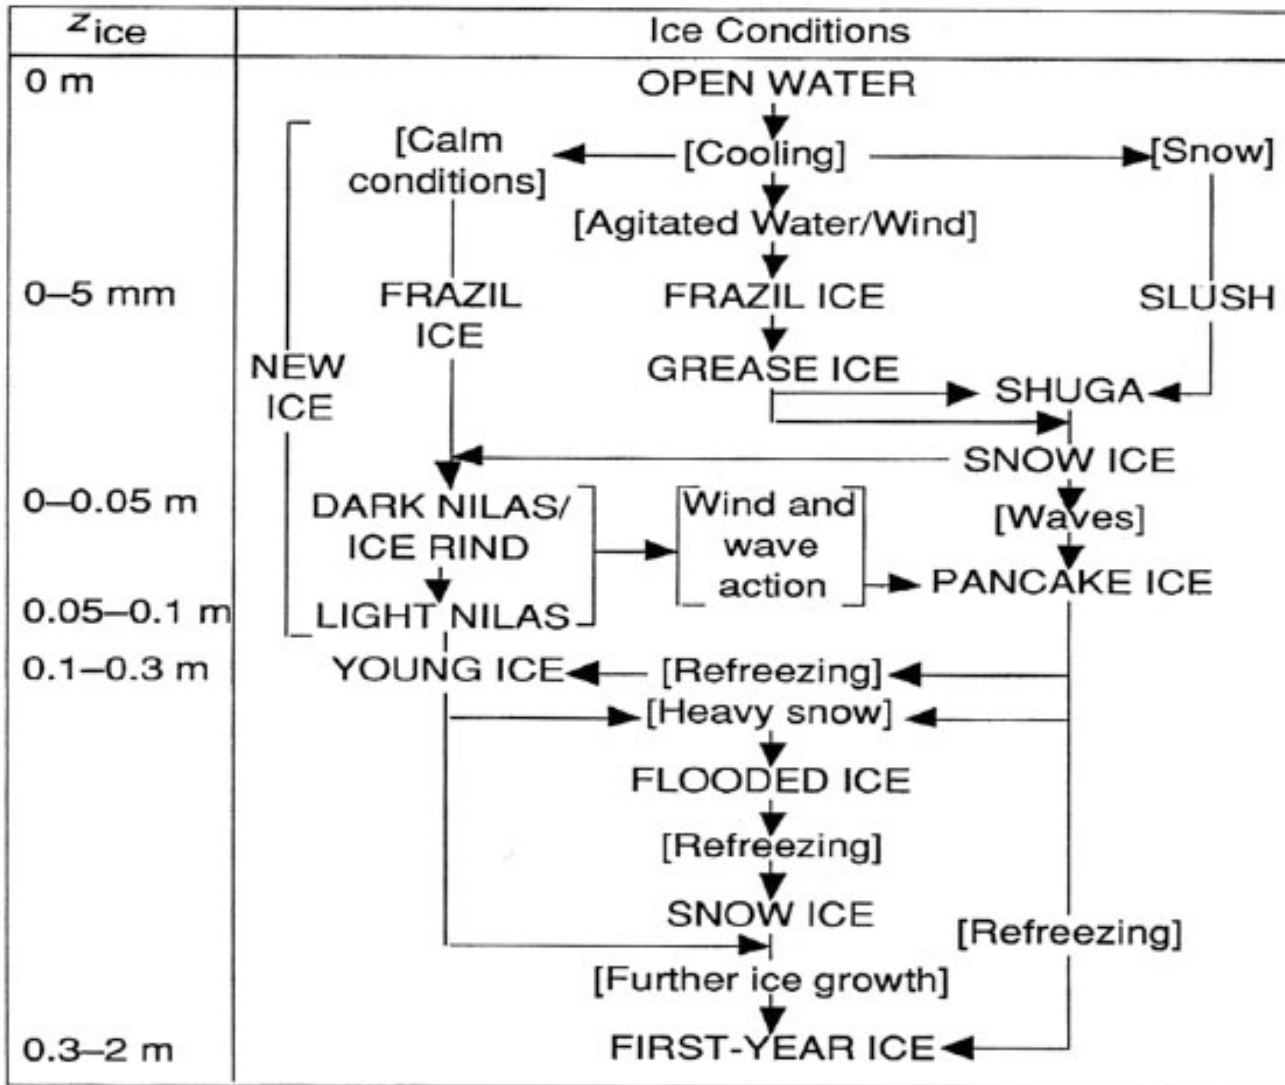 z ice
Ice Conditions
0 m
OPEN WATER
[Calm
conditions]
[Cooling]
[Snow]
[Agitated Water/Wind]
0–5 mm
FRAZIL
ICE
FRAZIL ICE
SLUSH
NEW
ICE
GREASE ICE
SHUGA
SNOW ICE
0–0.05 m
DARK NILAS/
ICE RIND
[Wind and
wave
action]
[Waves]
PANCAKE ICE
0.05–0.1 m
LIGHT NILAS
0.1–0.3 m
YOUNG ICE
[Refreezing]
[Heavy snow]
FLOODED ICE
[Refreezing]
SNOW ICE
[Refreezing]
[Further ice growth]
0.3–2 m
FIRST-YEAR ICE